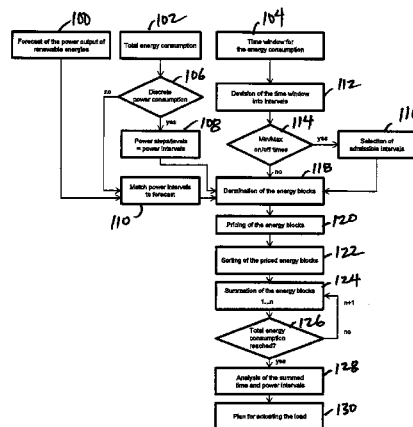 100
102
104
Forecast of the power output of
renewable energies
Total energy consumption
Time window for
the energy consumption
106
112
Discrete
power consumption
no
yes
Devision of the time window
into intervals
114
Min/Max
on/off times
yes
no
108
Power steps/levels
= power intervals
Selection of
admissible intervals
118
Match power intervals
to forecast
110
Destination of the energy blocks
120
Pricing of the energy blocks
122
Sorting of the priced energy blocks
124
Summation of the energy blocks
1...n
n+1
126
Total energy
consumption
reached?
no
yes
128
Analysis of the summed
time and power intervals
130
Plan for actuating the load